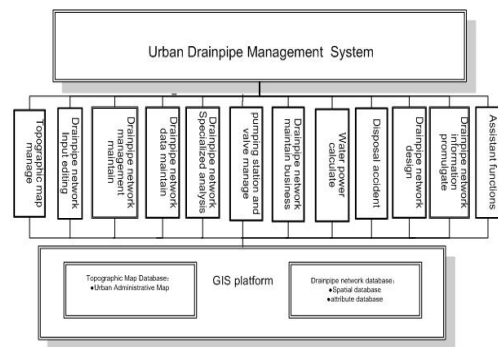 Urban Drainpipe Management System
Topographic map
manage
Drainpipe network
Input editing
Drainpipe network
management
maintain
Drainpipe network
data maintain
Drainpipe network
Specialized analysis
pumping station and
valve manage
Drainpipe network
maintain business
Water power
calculate
Disposal accident
Drainpipe network
design
Drainpipe network
information
promulgate
Assistant functions
GIS platform
Topographic Map Database:
●Urban Administrative Map
Drainpipe network database:
●Spatial database
●attribute database